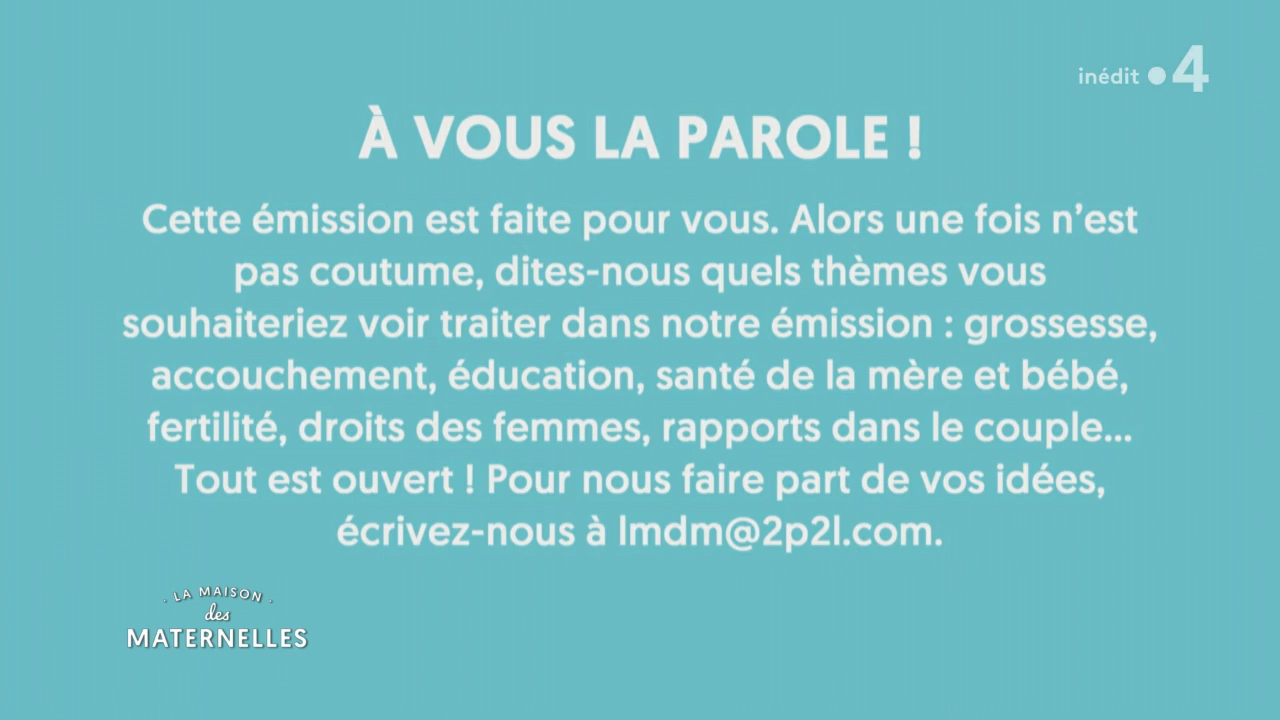 inédit 4
À VOUS LA PAROLE !
Cette émission est faite pour vous. Alors une fois n’est
pas coutume, dites-nous quels thèmes vous
souhaiteriez voir traiter dans notre émission : grossesse,
accouchement, éducation, santé de la mère et bébé,
fertilité, droits des femmes, rapports dans le couple...
Tout est ouvert ! Pour nous faire part de vos idées,
écrivez-nous à lmdm@2p2l.com.
. LA MAISON .
des
MATERNELLES